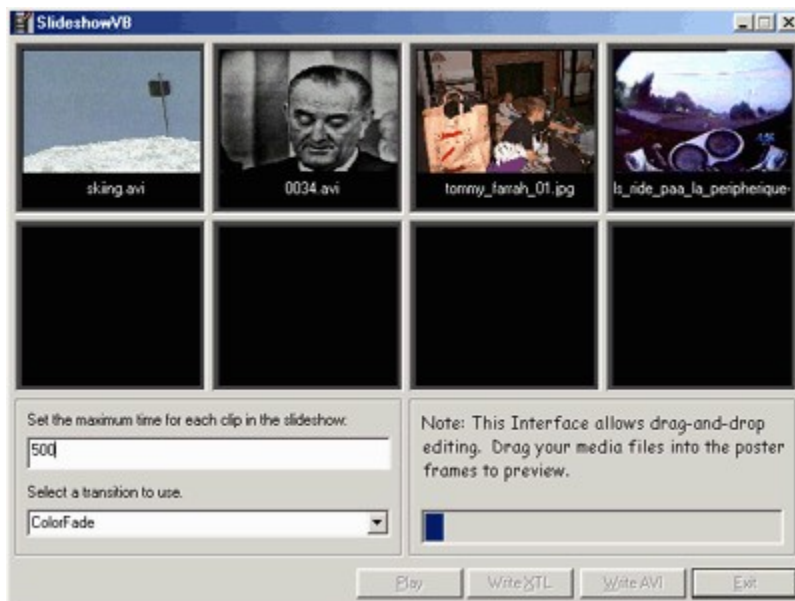 SlideshowVB
skiing.avi
0034.avi
tommy_farrah_01.jpg
ls_ride_paa_la_peripherique-
Set the maximum time for each clip in the slideshow:
500
Select a transition to use.
ColorFade
Note: This Interface allows drag-and-drop
editing. Drag your media files into the poster
frames to preview.
Play
Write XTL
Write AVI
Exit